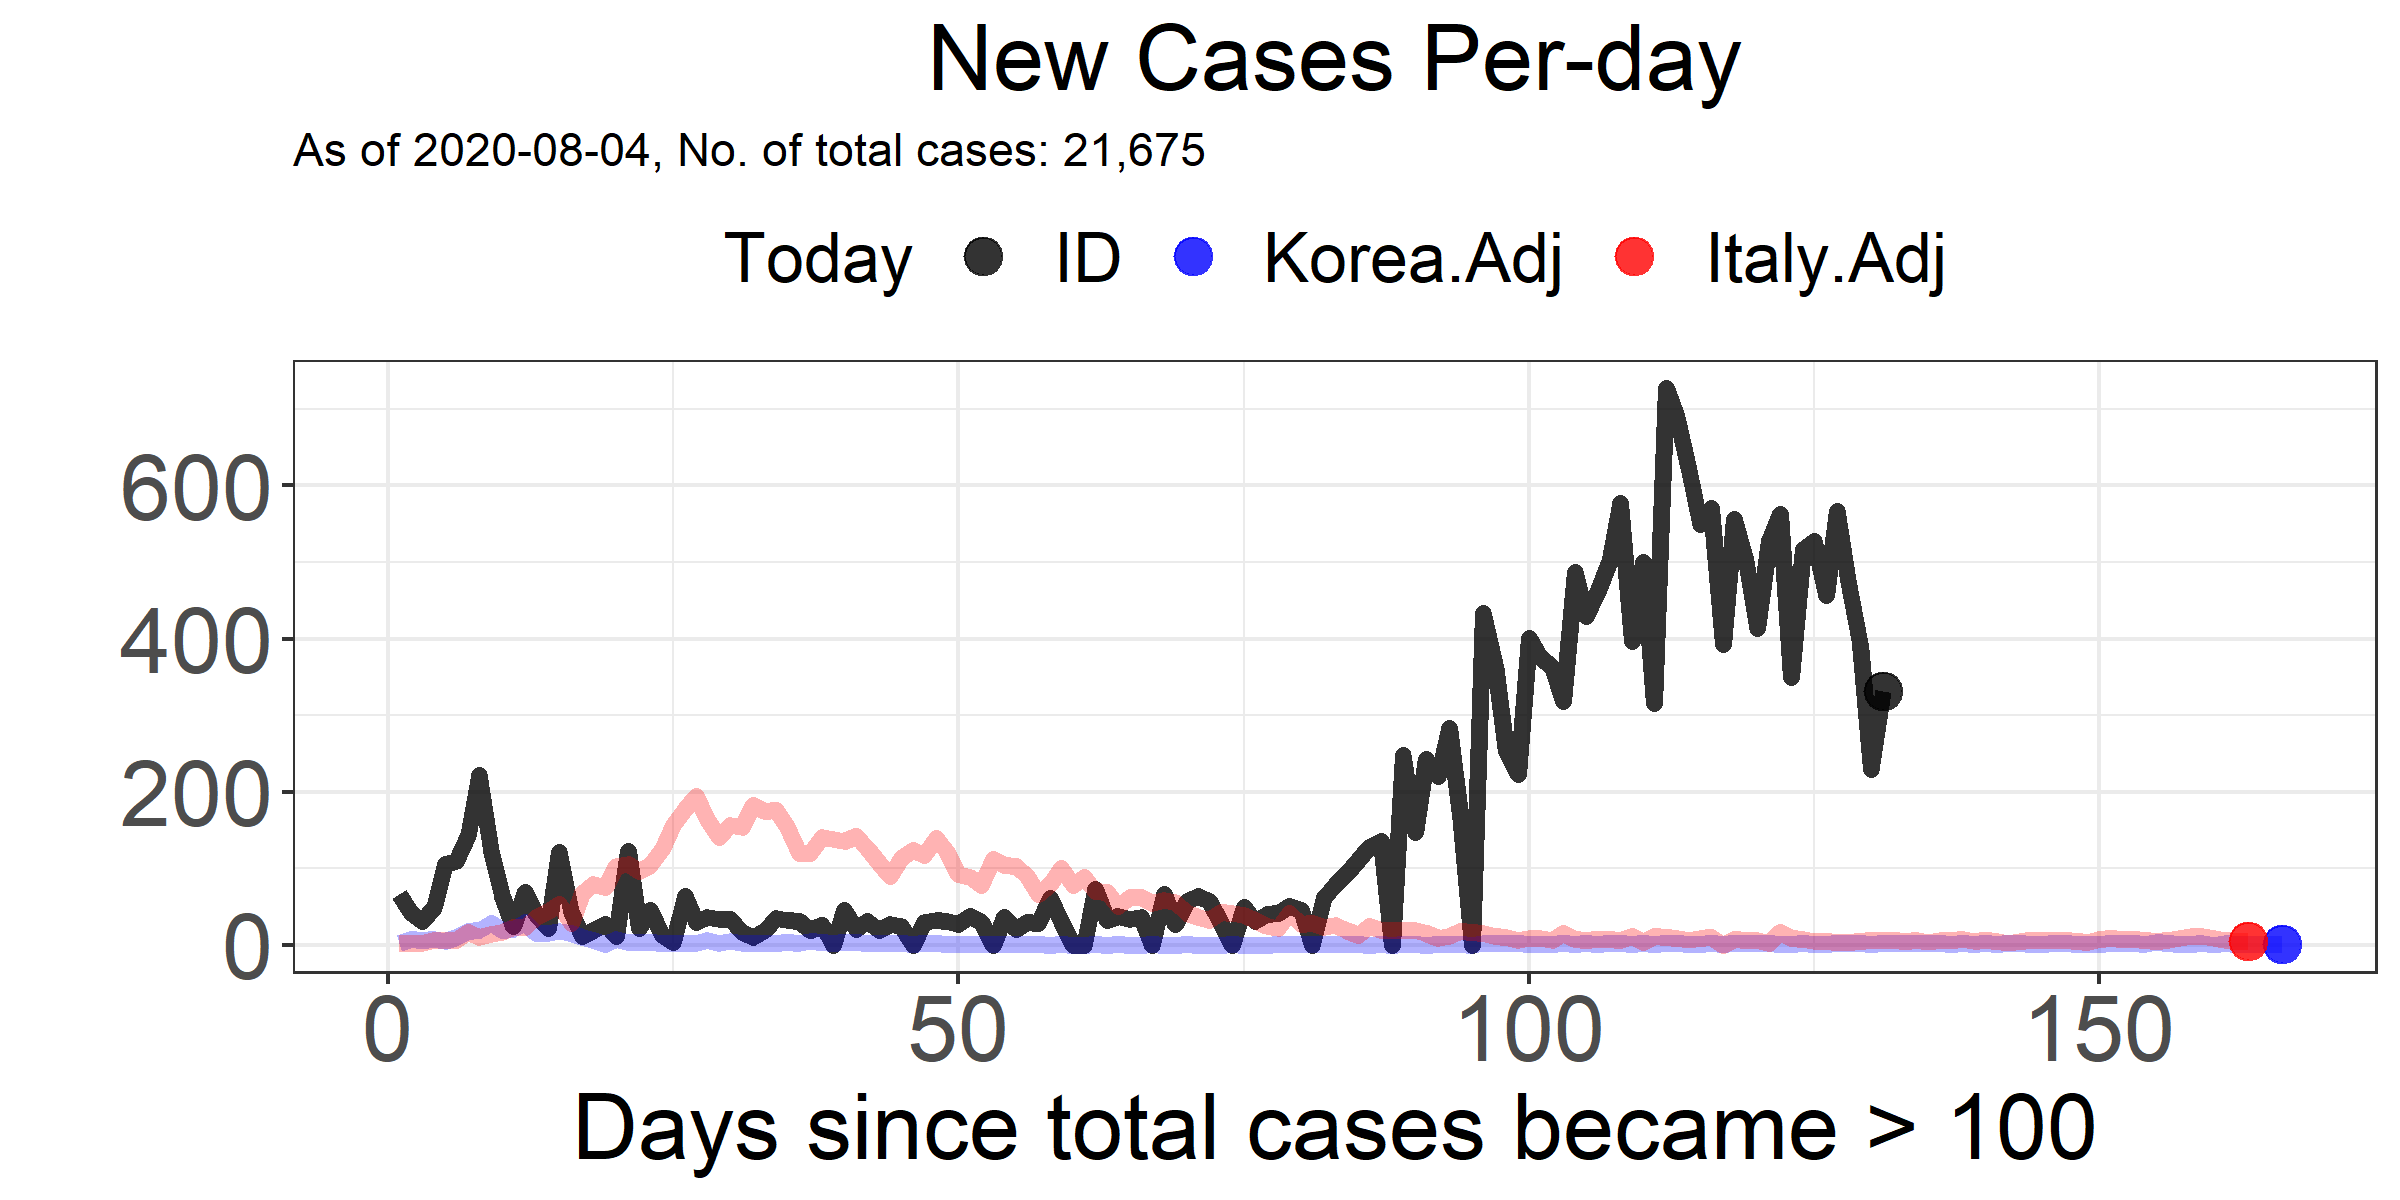 New Cases Per-day
As of 2020-08-04, No. of total cases: 21,675
Today ID Korea.Adj Italy.Adj
600
400
200
0
0 50 100 150
Days since total cases became > 100